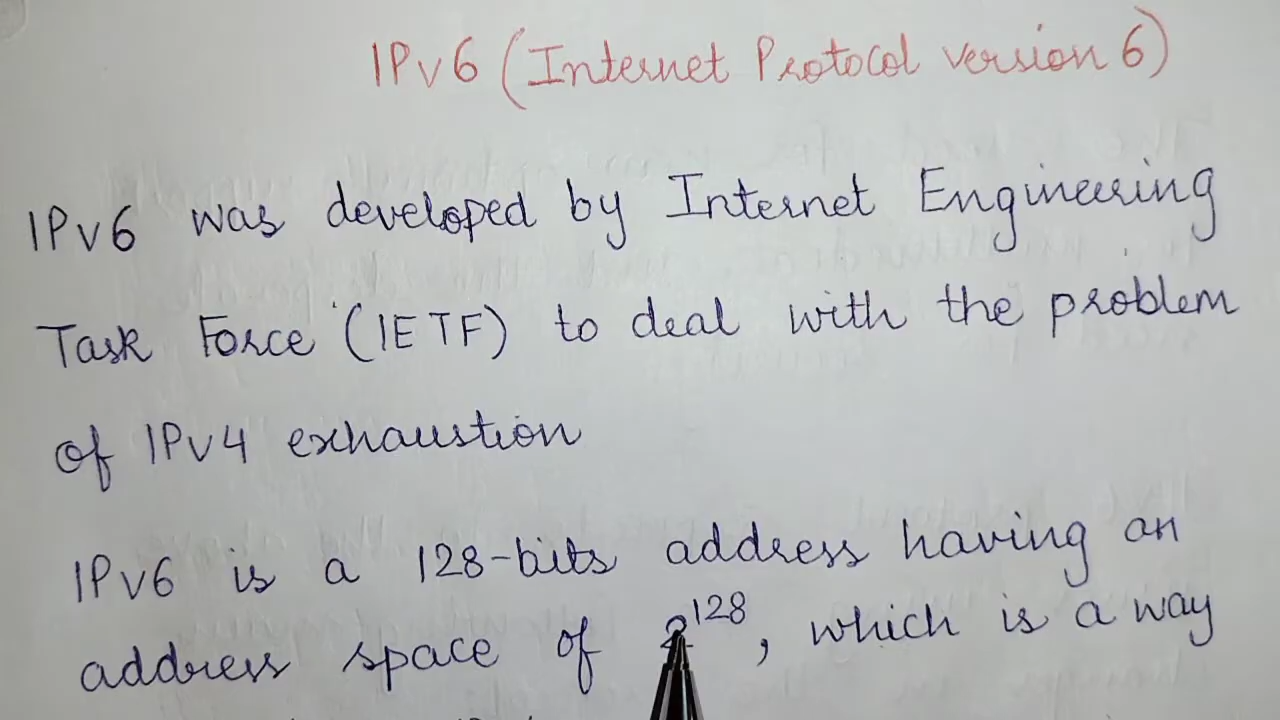 IPv6 (Internet Protocol version 6)
IPv6 was developed by Internet Engineering
Task Force (IETF) to deal with the problem
of IPv4 exhaustion
IPv6 is a 128-bits address having an
address space of 2^128, which is a way